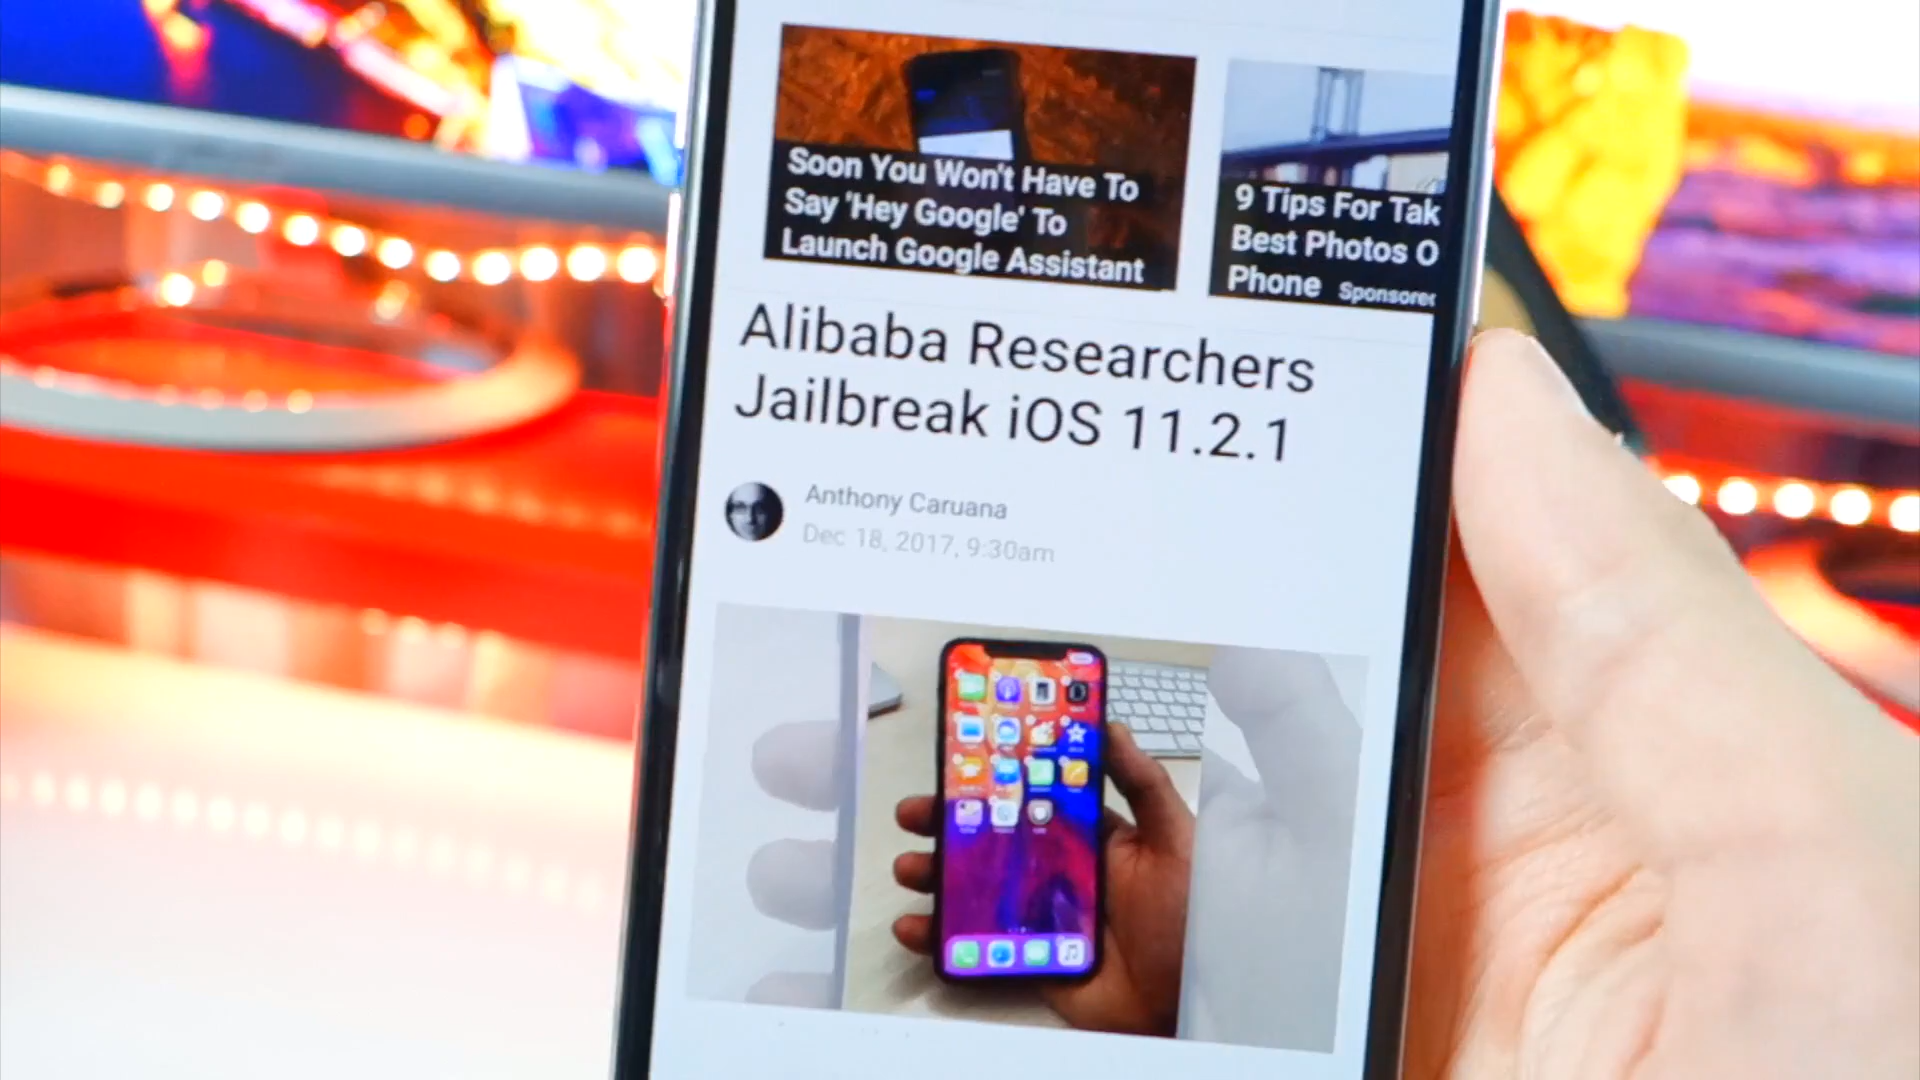 Soon You Won't Have To
Say 'Hey Google' To
Launch Google Assistant
9 Tips For Tak
Best Photos O
Phone Sponsored
Alibaba Researchers
Jailbreak iOS 11.2.1
Anthony Caruana
Dec 18, 2017, 9:30am